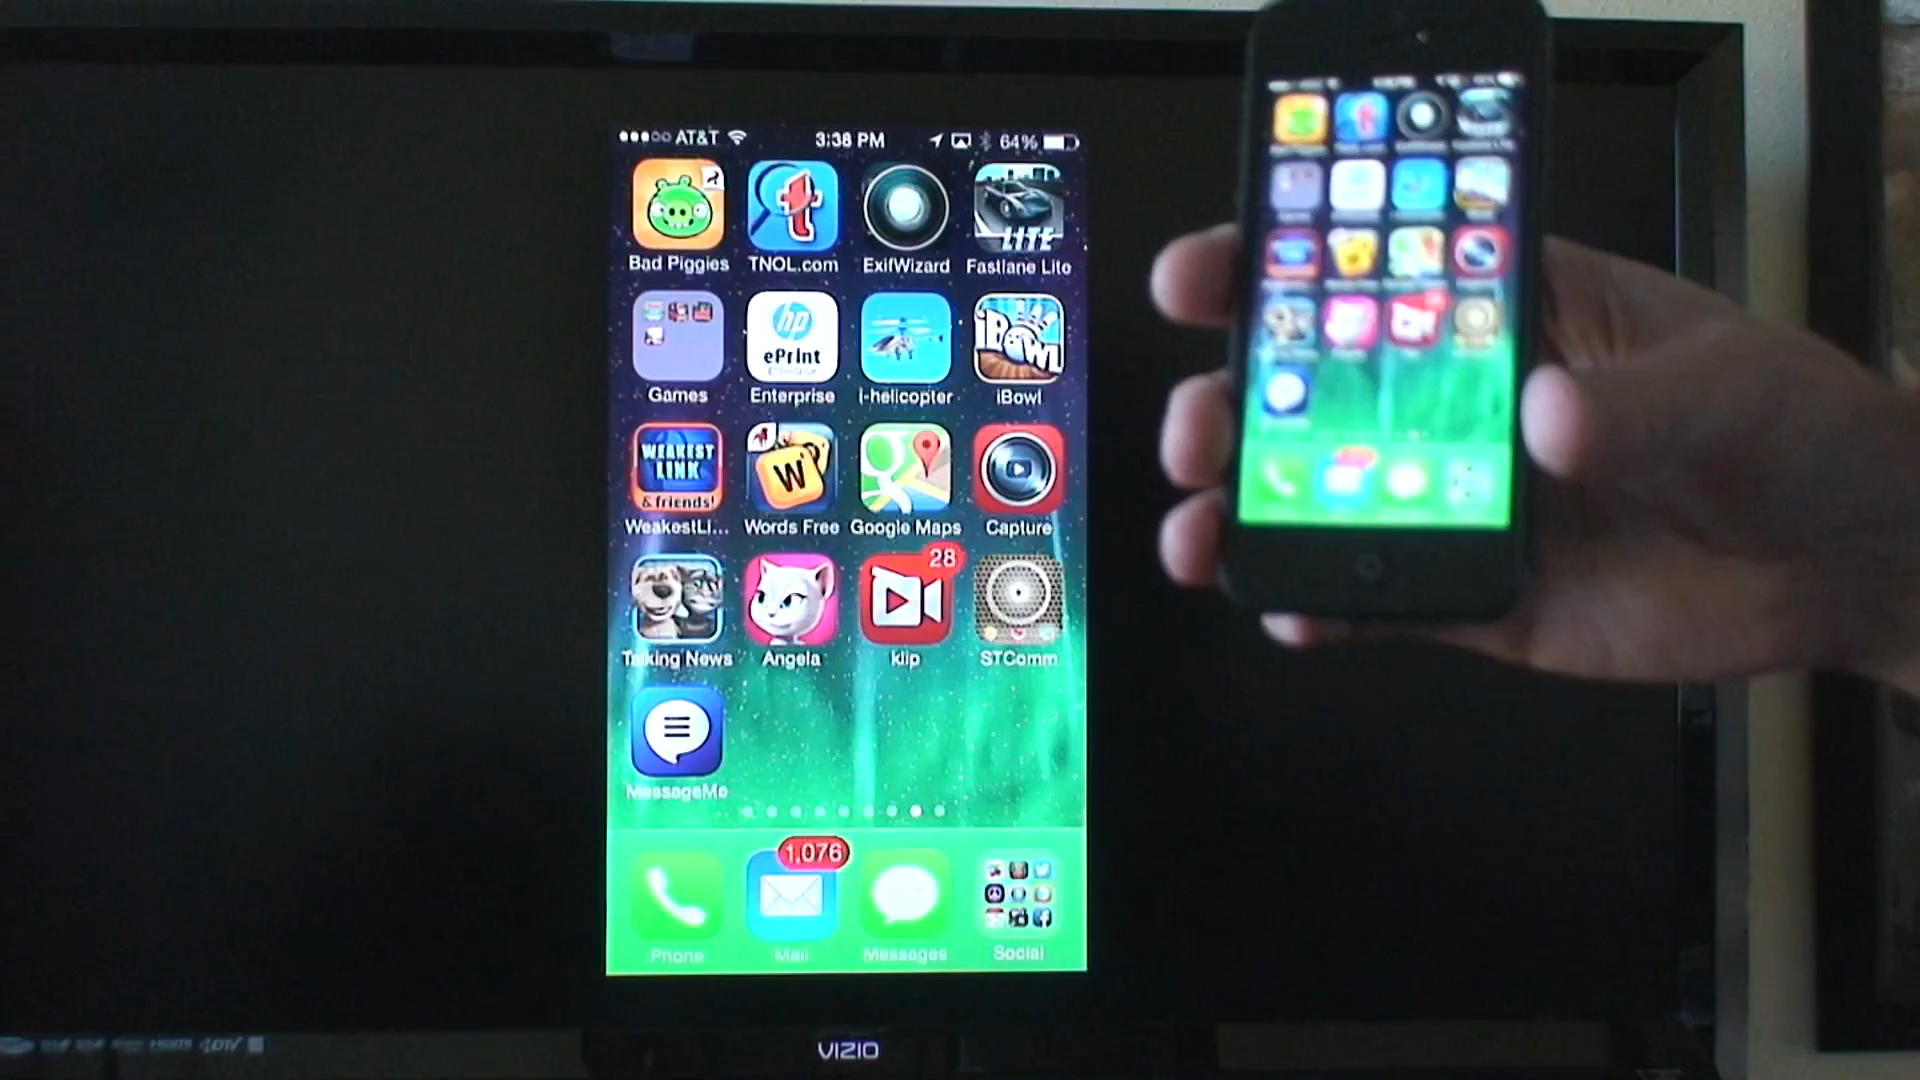 AT&T 3:38 PM 64%
LITE
Bad Piggies TNOL.com ExifWizard Fastlane Lite
hp
ePrint
iBOWL
Games Enterprise i-helicopter iBowl
WEAKEST
LINK
& friends!
W
WeakestLi... Words Free Google Maps Capture
28
Talking News Angela klip STComm
MessageMe
1,076
Phone Mail Messages Social
VIZIO